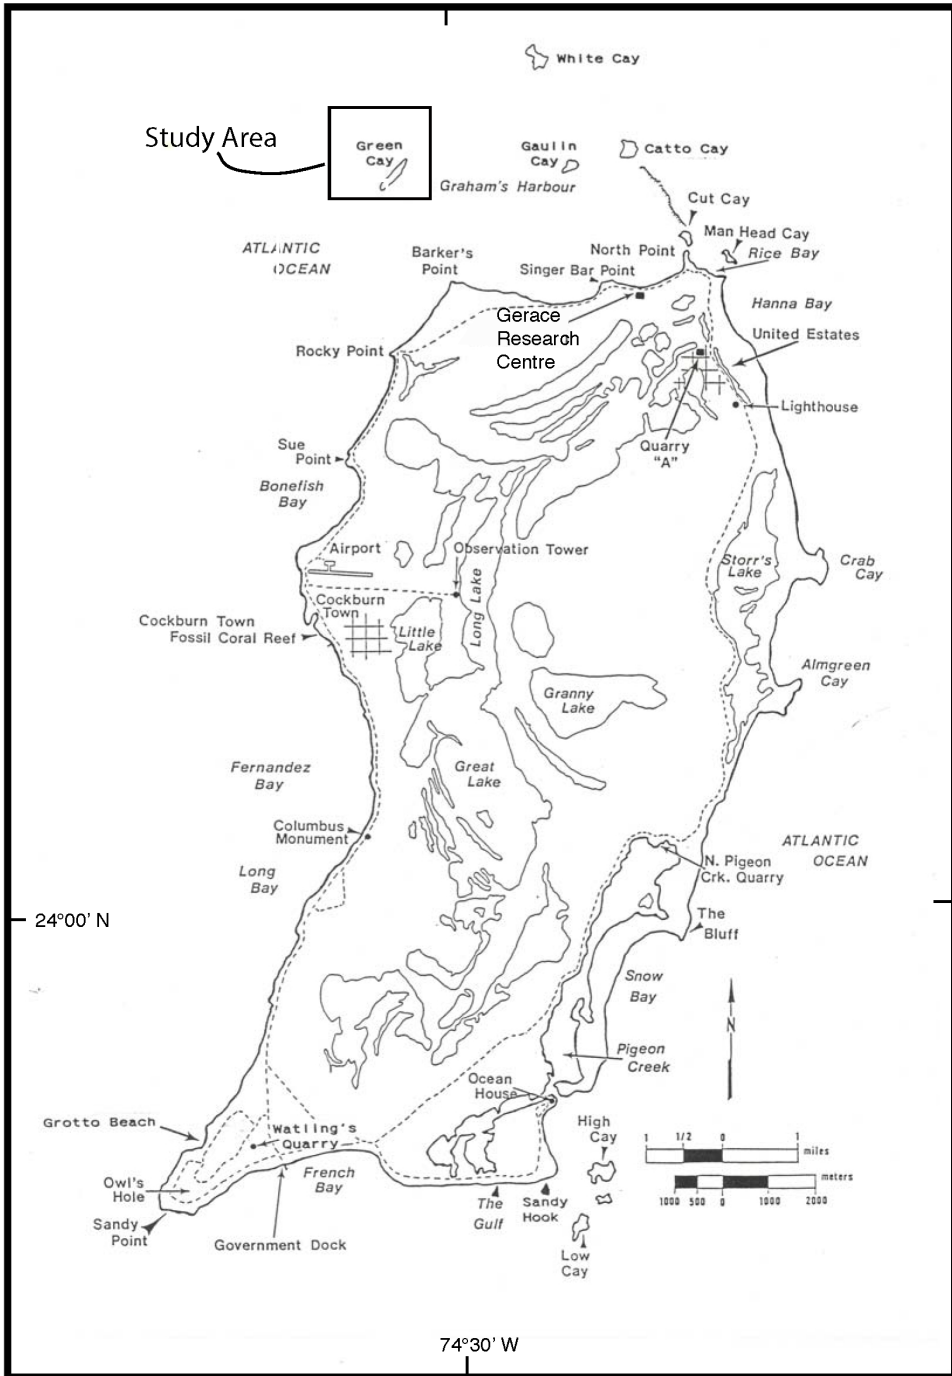 White Cay
Study Area
Green
Cay
Gaulin
Cay
Catto Cay
Graham's Harbour
Cut Cay
Man Head Cay
North Point
Rice Bay
ATLANTIC
OCEAN
Barker's
Point
Singer Bar Point
Hanna Bay
Gerace
Research
Centre
United Estates
Rocky Point
Lighthouse
Quarry
"A"
Sue
Point
Bonefish
Bay
Airport
Observation Tower
Storr's
Lake
Crab
Cay
Long Lake
Cockburn
Town
Cockburn Town
Fossil Coral Reef
Little
Lake
Almgreen
Cay
Granny
Lake
Fernandez
Bay
Great
Lake
Columbus
Monument
ATLANTIC
OCEAN
Long
Bay
N. Pigeon
Crk. Quarry
24°00' N
The
Bluff
Snow
Bay
N
Pigeon
Creek
Ocean
House
Grotto Beach
Watling's
Quarry
High
Cay
1 1/2 0 1
miles
French
Bay
Owl's
Hole
meters
1000 500 0 1000 2000
The
Gulf
Sandy
Hook
Sandy
Point
Government Dock
Low
Cay
74°30' W